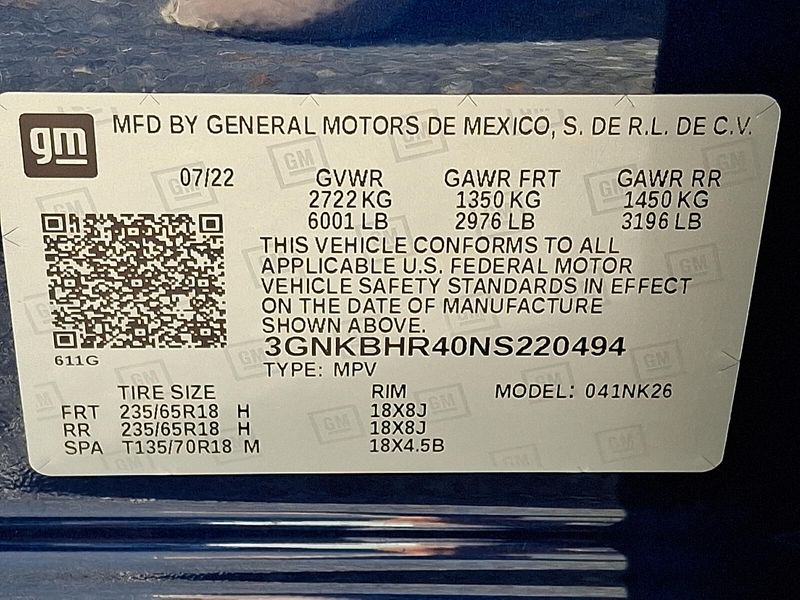 gm MFD BY GENERAL MOTORS DE MEXICO, S. DE R.L. DE C.V.
07/22 GVWR GAWR FRT GAWR RR
2722 KG 1350 KG 1450 KG
6001 LB 2976 LB 3196 LB
THIS VEHICLE CONFORMS TO ALL
APPLICABLE U.S. FEDERAL MOTOR
VEHICLE SAFETY STANDARDS IN EFFECT
ON THE DATE OF MANUFACTURE
SHOWN ABOVE.
3GNKBHR40NS220494
611G TYPE: MPV
TIRE SIZE RIM MODEL: 041NK26
FRT 235/65R18 H 18X8J
RR 235/65R18 H 18X8J
SPA T135/70R18 M 18X4.5B